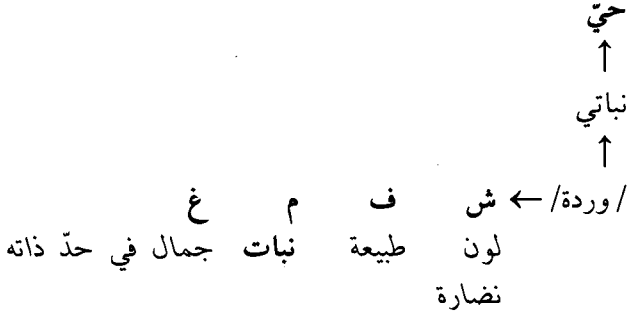 حيّ
↑
نباتي
↑
/وردة/ ← ش ف م غ
لون طبيعة نبات جمال في حدّ ذاته
نضارة